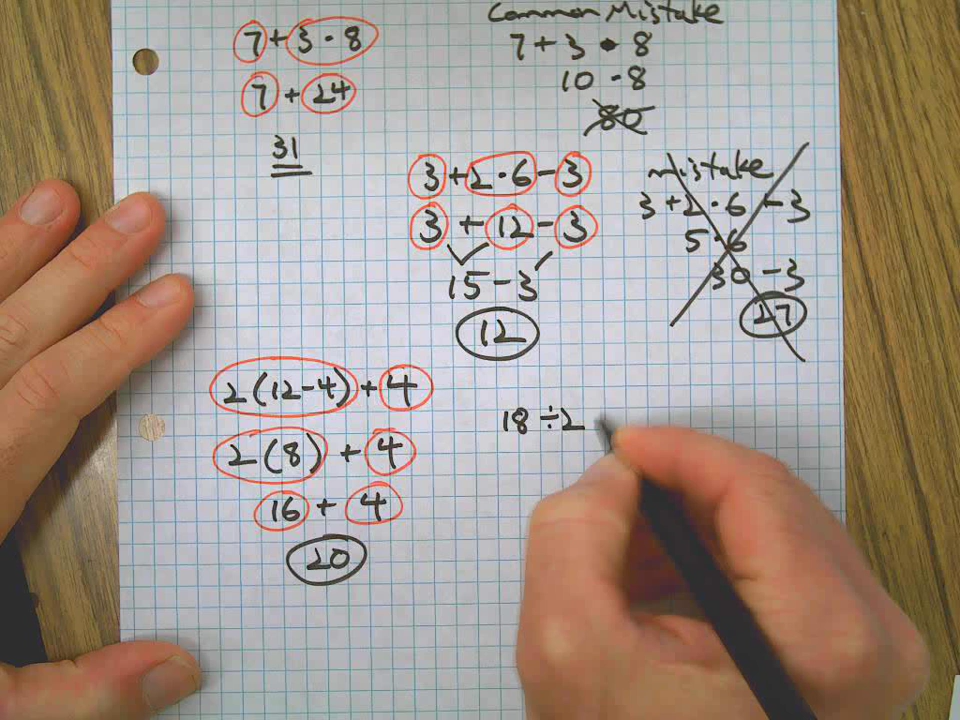 7 + 3 · 8
7 + 24
31
Common Mistake
7 + 3 • 8
10 · 8
80
3 + 2 · 6 - 3
3 + 12 - 3
15 - 3
12
mistake
3 + 2 · 6 - 3
5 · 6
30 - 3
27
2(12-4) + 4
2(8) + 4
16 + 4
20
18 ÷ 2